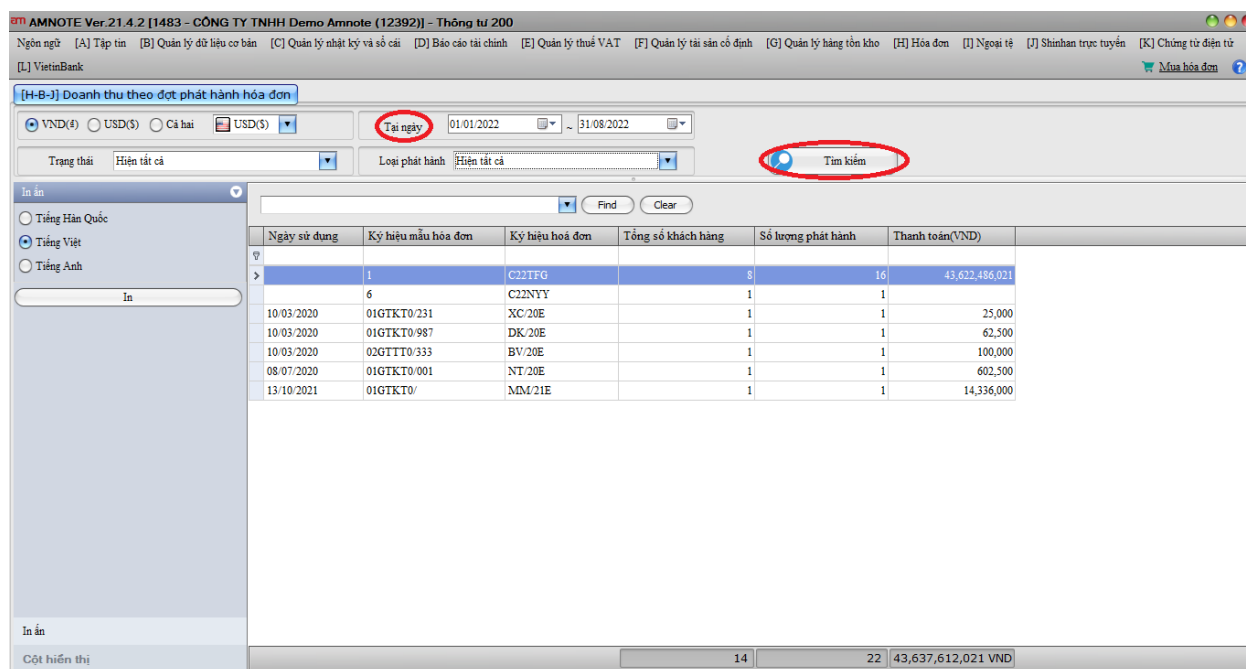 AMNOTE Ver.21.4.2 [1483 - CÔNG TY TNHH Demo Amnote (12392)] - Thông tư 200
Ngôn ngữ [A] Tập tin [B] Quản lý dữ liệu cơ bản [C] Quản lý nhật ký và sổ cái [D] Báo cáo tài chính [E] Quản lý thuế VAT [F] Quản lý tài sản cố định [G] Quản lý hàng tồn kho [H] Hóa đơn [I] Ngoại tệ [J] Shinhan trực tuyến [K] Chứng từ điện tử
[L] VietinBank Mua hóa đơn
[H-B-J] Doanh thu theo đợt phát hành hóa đơn
VND(đ) USD($) Cả hai USD($) Tại ngày 01/01/2022 ~ 31/08/2022
Trạng thái Hiện tất cả Loại phát hành Hiện tất cả Tìm kiếm
In ấn
Tiếng Hàn Quốc
Tiếng Việt
Tiếng Anh
In
Find Clear
Ngày sử dụng Ký hiệu mẫu hóa đơn Ký hiệu hoá đơn Tổng số khách hàng Số lượng phát hành Thanh toán(VND)
1 C22TFG 8 16 43,622,486,021
6 C22NYY 1 1
10/03/2020 01GTKT0/231 XC/20E 1 1 25,000
10/03/2020 01GTKT0/987 DK/20E 1 1 62,500
10/03/2020 02GTTT0/333 BV/20E 1 1 100,000
08/07/2020 01GTKT0/001 NT/20E 1 1 602,500
13/10/2021 01GTKT0/ MM/21E 1 1 14,336,000
In ấn
Cột hiển thị 14 22 43,637,612,021 VND